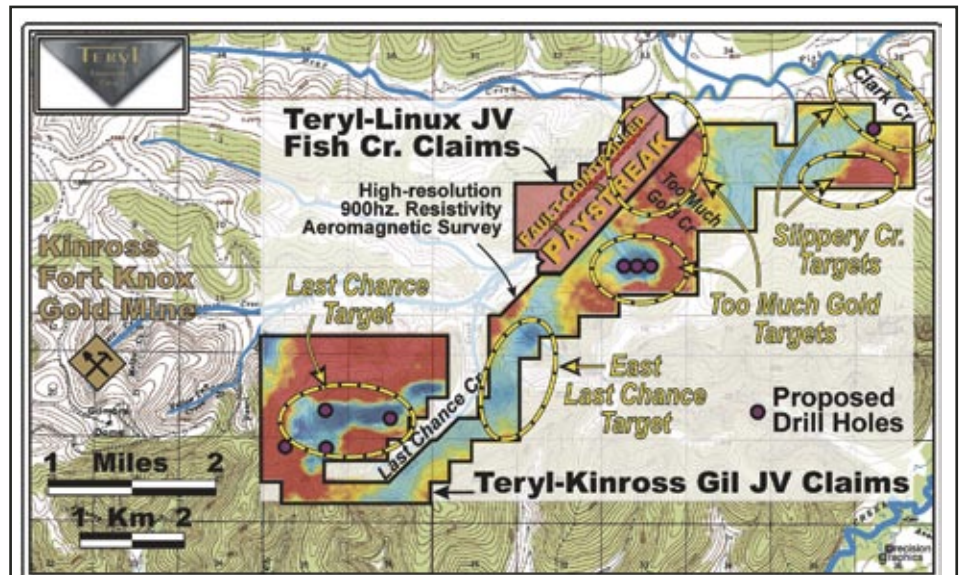 TERYL
Teryl-Linux JV
Fish Cr. Claims
High-resolution
900hz. Resistivity
Aeromagnetic Survey
PAYSTREAK
Too Much
Gold Cr
Clark Cr
Slippery Cr.
Targets
Too Much Gold
Targets
Kinross
Fort Knox
Gold Mine
Last Chance
Target
East
Last Chance
Target
Last Chance Cr
Proposed
Drill Holes
1 Miles 2
1 Km 2
Teryl-Kinross Gil JV Claims
precision
graphics